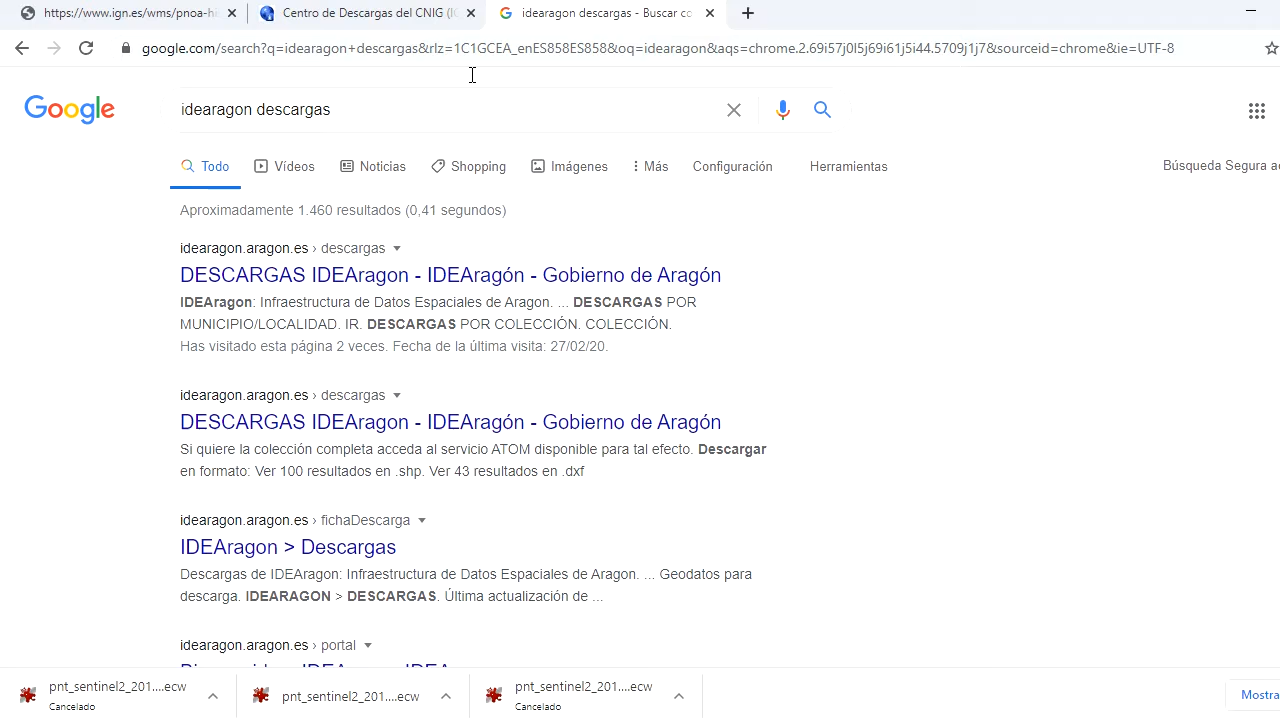 https://www.ign.es/wms/pnoa-hi
Centro de Descargas del CNIG (IG
idearagon descargas - Buscar co
google.com/search?q=idearagon+descargas&rlz=1C1GCEA_enES858ES858&oq=idearagon&aqs=chrome.2.69i57j0l5j69i61j5i44.5709j1j7&sourceid=chrome&ie=UTF-8
Google
idearagon descargas
Todo
Vídeos
Noticias
Shopping
Imágenes
Más
Configuración
Herramientas
Búsqueda Segura a
Aproximadamente 1.460 resultados (0,41 segundos)
idearagon.aragon.es › descargas
DESCARGAS IDEAragon - IDEAragón - Gobierno de Aragón
IDEAragon: Infraestructura de Datos Espaciales de Aragon. ... DESCARGAS POR
MUNICIPIO/LOCALIDAD. IR. DESCARGAS POR COLECCIÓN. COLECCIÓN.
Has visitado esta página 2 veces. Fecha de la última visita: 27/02/20.
idearagon.aragon.es › descargas
DESCARGAS IDEAragon - IDEAragón - Gobierno de Aragón
Si quiere la colección completa acceda al servicio ATOM disponible para tal efecto. Descargar
en formato: Ver 100 resultados en .shp. Ver 43 resultados en .dxf
idearagon.aragon.es › fichaDescarga
IDEAragon > Descargas
Descargas de IDEAragon: Infraestructura de Datos Espaciales de Aragon. ... Geodatos para
descarga. IDEARAGON > DESCARGAS. Última actualización de ...
idearagon.aragon.es › portal
pnt_sentinel2_201....ecw
Cancelado
pnt_sentinel2_201....ecw
pnt_sentinel2_201....ecw
Cancelado
Mostra